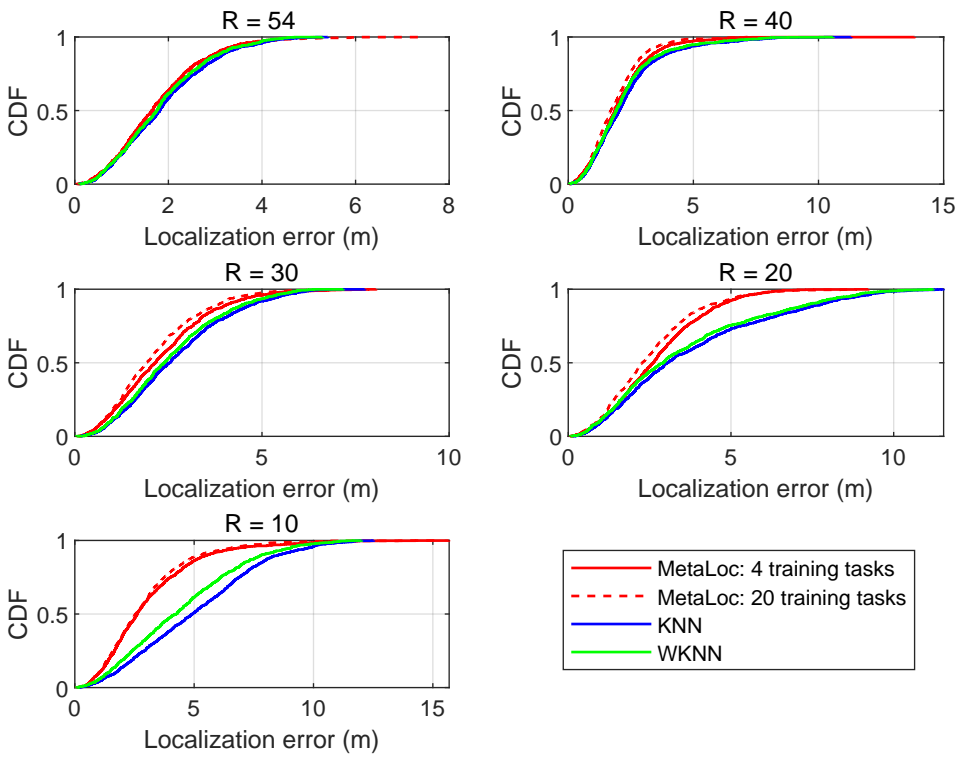 R = 54
1
0.5
0
CDF
0 2 4 6 8
Localization error (m)
R = 40
1
0.5
0
CDF
0 5 10 15
Localization error (m)
R = 30
1
0.5
0
CDF
0 5 10
Localization error (m)
R = 20
1
0.5
0
CDF
0 5 10
Localization error (m)
R = 10
1
0.5
0
CDF
0 5 10 15
Localization error (m)
MetaLoc: 4 training tasks
MetaLoc: 20 training tasks
KNN
WKNN